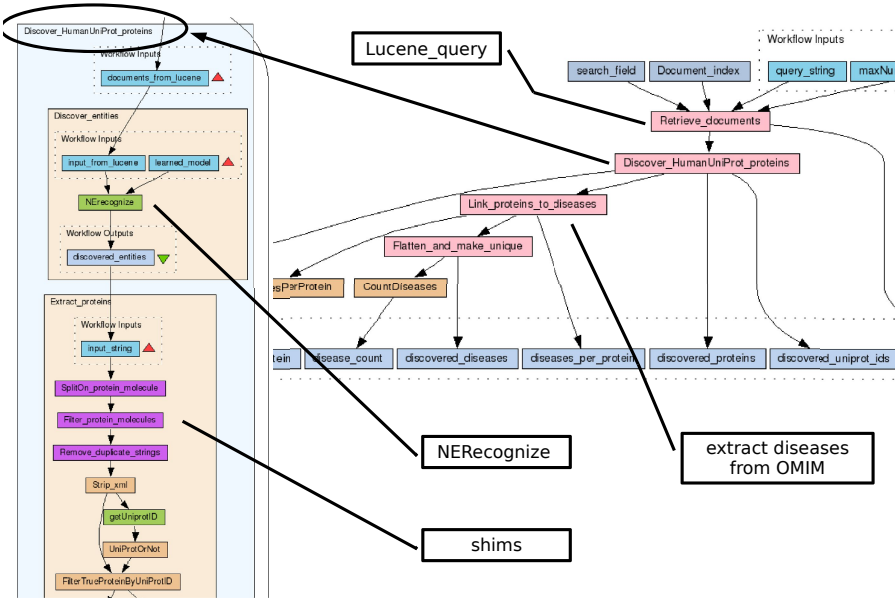 Discover_HumanUniProt_proteins
Workflow Inputs
documents_from_lucene
Discover_entities
Workflow Inputs
input_from_lucene
learned_model
NErecognize
Workflow Outputs
discovered_entities
Extract_proteins
Workflow Inputs
input_string
SplitOn_protein_molecule
Filter_protein_molecules
Remove_duplicate_strings
Strip_xml
getUniprotID
UniProtOrNot
FilterTrueProteinByUniProtID
Lucene_query
Workflow Inputs
search_field
Document_index
query_string
maxNu
Retrieve_documents
Discover_HumanUniProt_proteins
Link_proteins_to_diseases
Flatten_and_make_unique
esPerProtein
CountDiseases
tein
disease_count
discovered_diseases
diseases_per_protein
discovered_proteins
discovered_uniprot_ids
NERecognize
extract diseases
from OMIM
shims